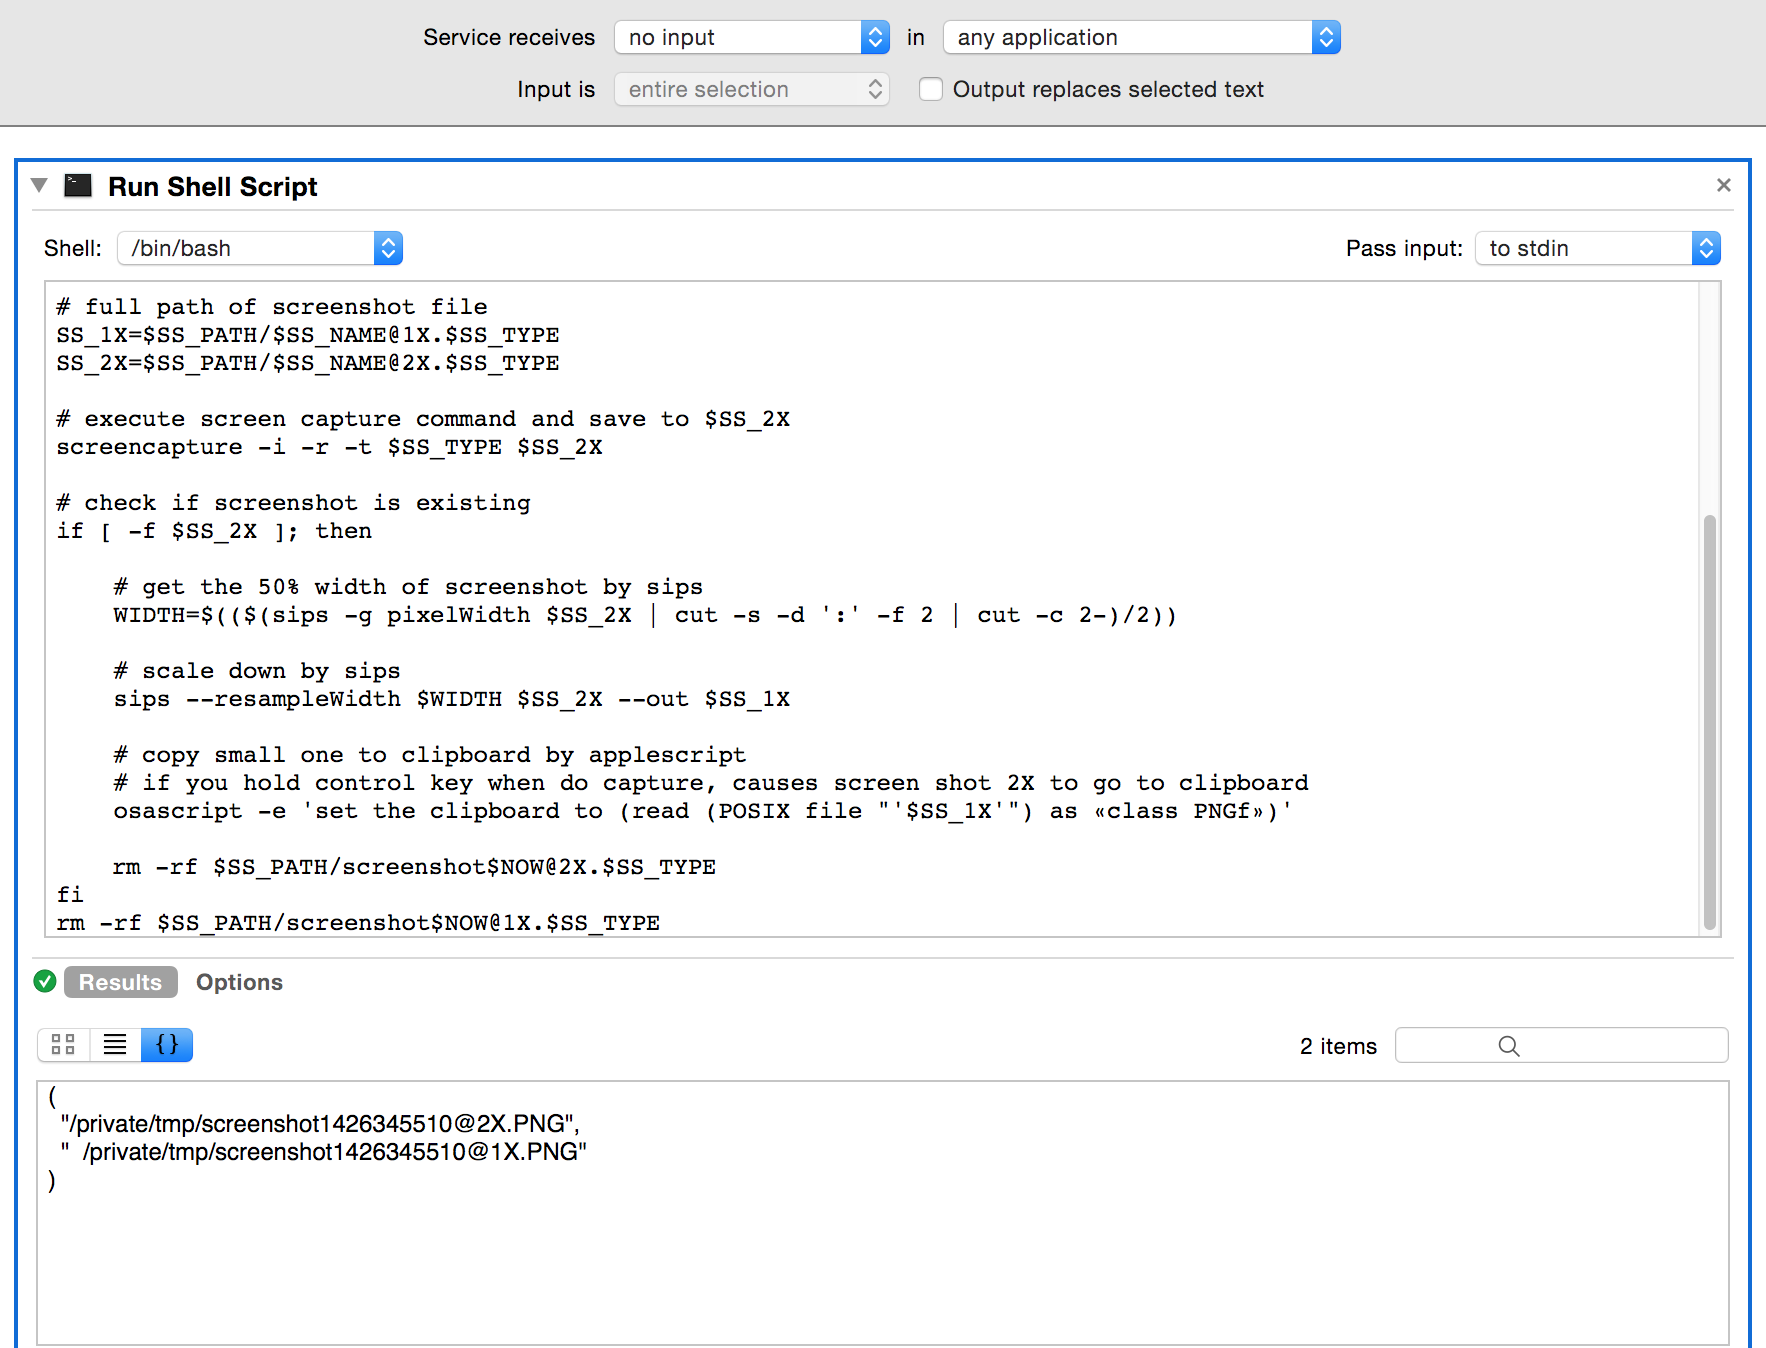 Service receives no input in any application
Input is entire selection Output replaces selected text
Run Shell Script
Shell: /bin/bash Pass input: to stdin
# full path of screenshot file
SS_1X=$SS_PATH/$SS_NAME@1X.$SS_TYPE
SS_2X=$SS_PATH/$SS_NAME@2X.$SS_TYPE
# execute screen capture command and save to $SS_2X
screencapture -i -r -t $SS_TYPE $SS_2X
# check if screenshot is existing
if [ -f $SS_2X ]; then
# get the 50% width of screenshot by sips
WIDTH=$(($(sips -g pixelWidth $SS_2X | cut -s -d ':' -f 2 | cut -c 2-)/2))
# scale down by sips
sips --resampleWidth $WIDTH $SS_2X --out $SS_1X
# copy small one to clipboard by applescript
# if you hold control key when do capture, causes screen shot 2X to go to clipboard
osascript -e 'set the clipboard to (read (POSIX file "'$SS_1X'") as «class PNGf»)'
rm -rf $SS_PATH/screenshot$NOW@2X.$SS_TYPE
fi
rm -rf $SS_PATH/screenshot$NOW@1X.$SS_TYPE
Results Options
{} 2 items
(
"/private/tmp/screenshot1426345510@2X.PNG",
"  /private/tmp/screenshot1426345510@1X.PNG"
)